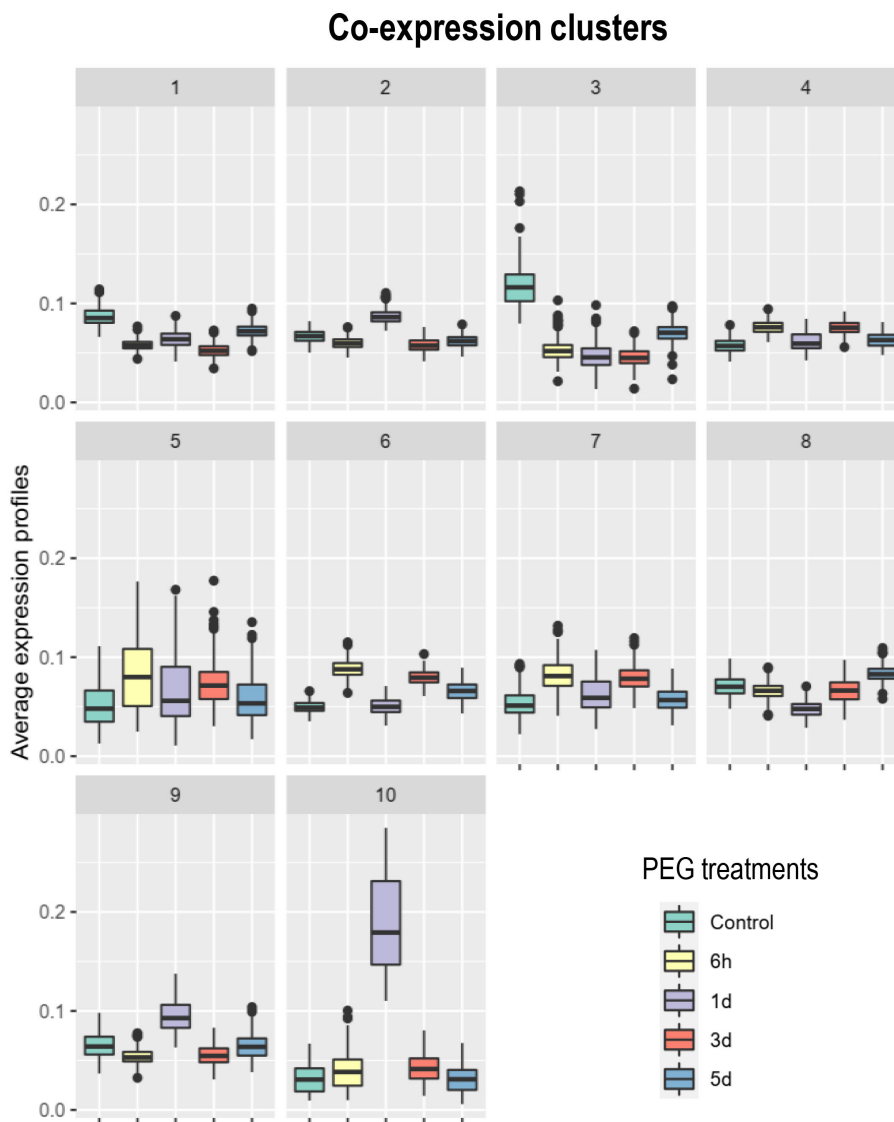 Co-expression clusters
1 2 3 4
0.2
0.1
0.0
5 6 7 8
0.2
0.1
0.0
Average expression profiles
9 10
0.2
0.1
0.0
PEG treatments
Control
6h
1d
3d
5d